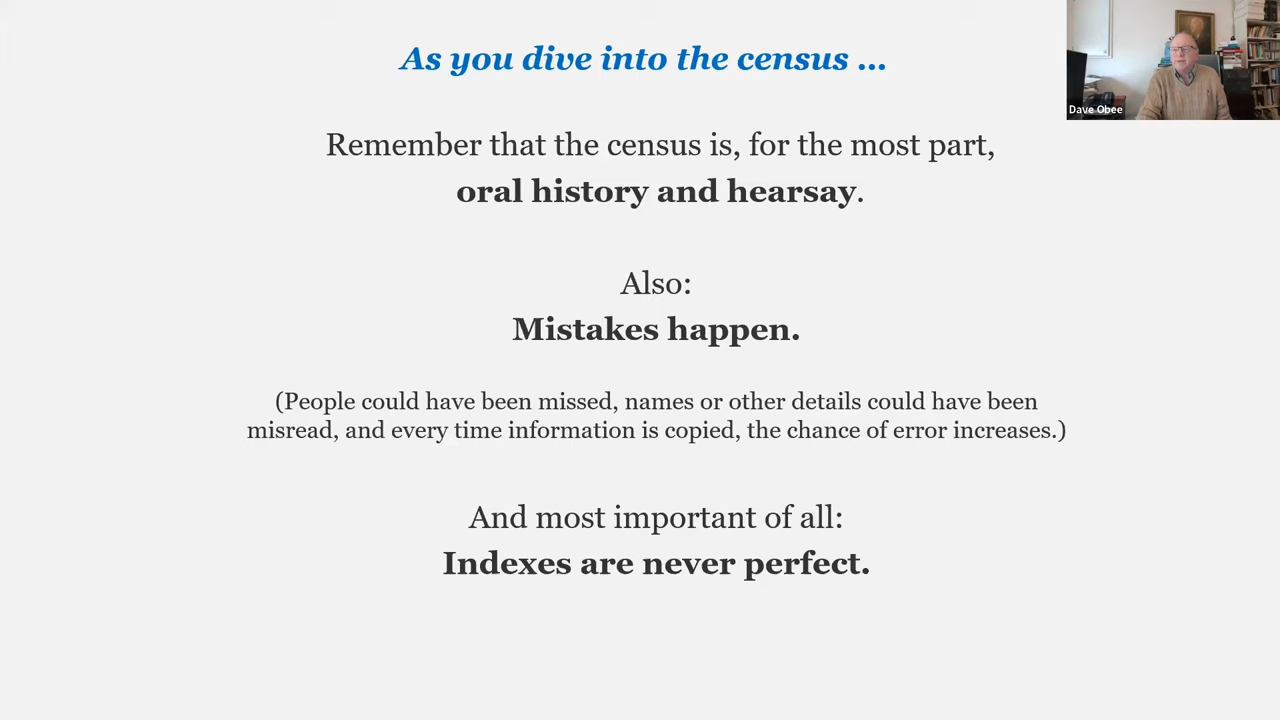 As you dive into the census ...
Dave Obee
Remember that the census is, for the most part,
oral history and hearsay.
Also:
Mistakes happen.
(People could have been missed, names or other details could have been
misread, and every time information is copied, the chance of error increases.)
And most important of all:
Indexes are never perfect.